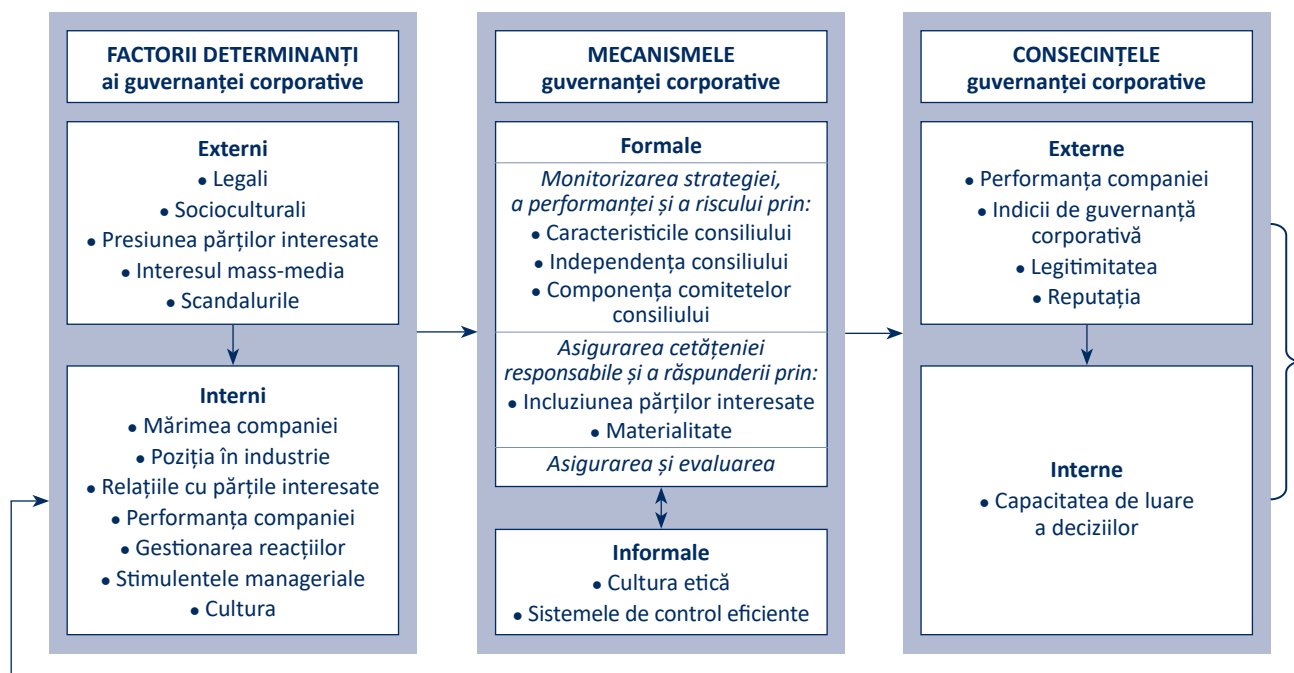 FACTORII DETERMINANȚI
ai guvernanței corporative
Externi
• Legali
• Socioculturali
• Presiunea părților interesate
• Interesul mass-media
• Scandalurile
Interni
• Mărimea companiei
• Poziția în industrie
• Relațiile cu părțile interesate
• Performanța companiei
• Gestionarea reacțiilor
• Stimulentele manageriale
• Cultura
MECANISMELE
guvernanței corporative
Formale
Monitorizarea strategiei,
a performanței și a riscului prin:
• Caracteristicile consiliului
• Independența consiliului
• Componența comitetelor
consiliului
Asigurarea cetățeniei
responsabile și a răspunderii prin:
• Incluziunea părților interesate
• Materialitate
Asigurarea și evaluarea
Informale
• Cultura etică
• Sistemele de control eficiente
CONSECINȚELE
guvernanței corporative
Externe
• Performanța companiei
• Indicii de guvernanță
corporativă
• Legitimitatea
• Reputația
Interne
• Capacitatea de luare
a deciziilor